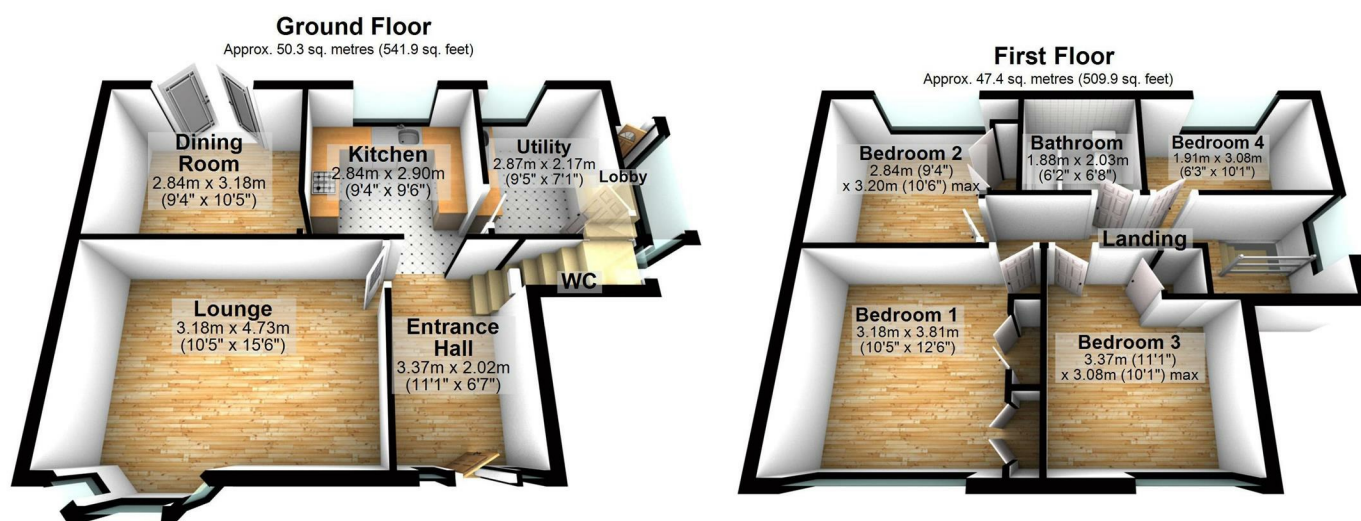 Ground Floor
Approx. 50.3 sq. metres (541.9 sq. feet)
Dining
Room
2.84m x 3.18m
(9'4" x 10'5")
Kitchen
2.84m x 2.90m
(9'4" x 9'6")
Utility
2.87m x 2.17m
(9'5" x 7'1")
Lobby
WC
Lounge
3.18m x 4.73m
(10'5" x 15'6")
Entrance
Hall
3.37m x 2.02m
(11'1" x 6'7")
First Floor
Approx. 47.4 sq. metres (509.9 sq. feet)
Bedroom 2
2.84m (9'4")
x 3.20m (10'6") max
Bathroom
1.88m x 2.03m
(6'2" x 6'8")
Bedroom 4
1.91m x 3.08m
(6'3" x 10'1")
Landing
Bedroom 1
3.18m x 3.81m
(10'5" x 12'6")
Bedroom 3
3.37m (11'1")
x 3.08m (10'1") max